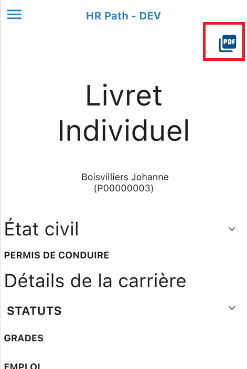 HR Path - DEV
PDF
Livret
Individuel
Boisvilliers Johanne
(P00000003)
État civil
PERMIS DE CONDUIRE
Détails de la carrière
STATUTS
GRADES
EMPLOI